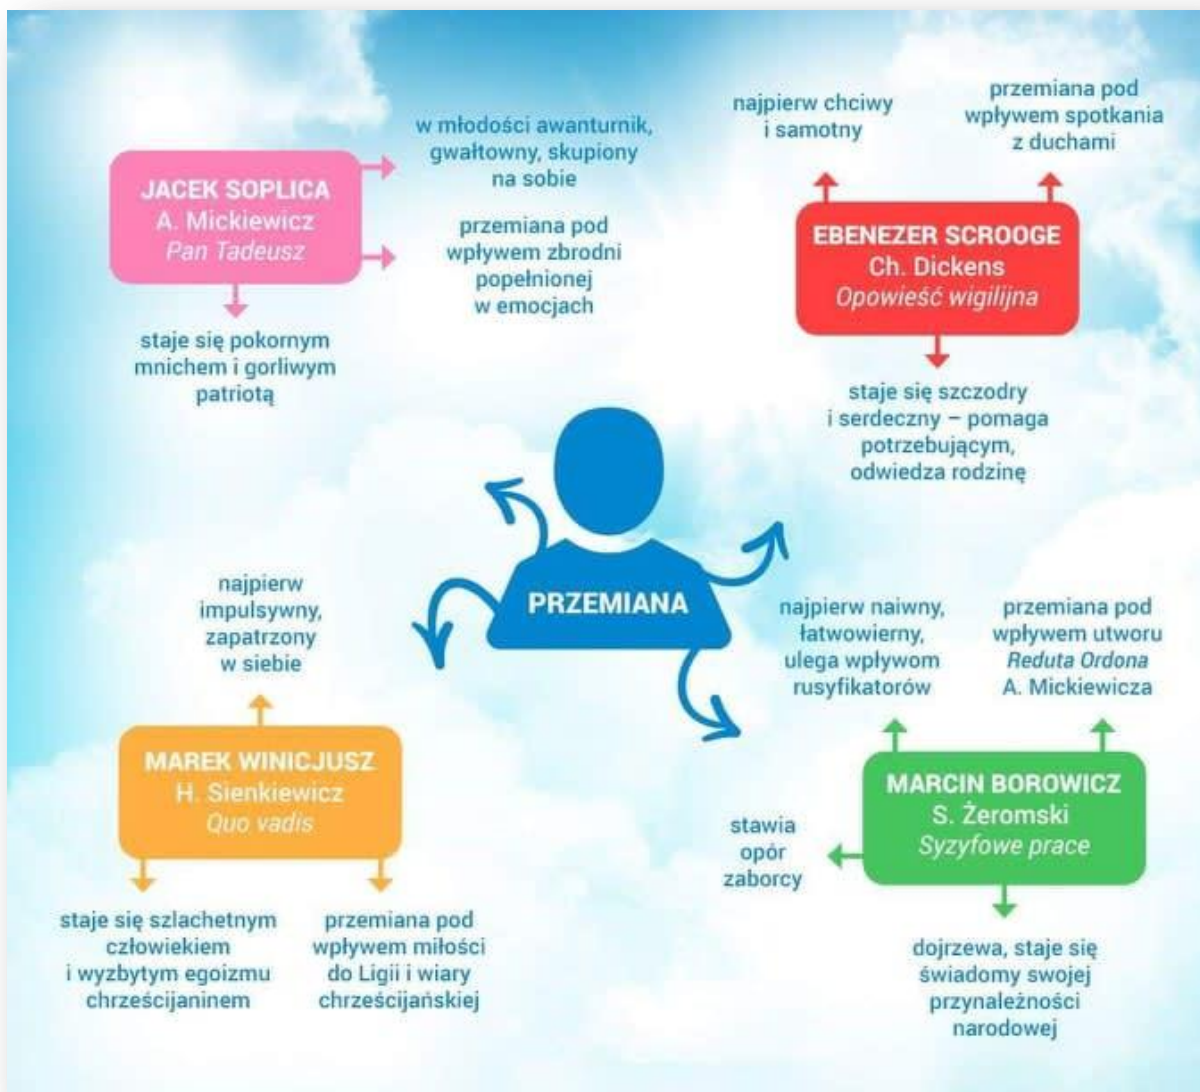 JACEK SOPLICA
A. Mickiewicz
Pan Tadeusz
w młodości awanturnik,
gwałtowny, skupiony
na sobie
przemiana pod
wpływem zbrodni
popełnionej
w emocjach
staje się pokornym
mnichem i gorliwym
patriotą
najpierw chciwy
i samotny
przemiana pod
wpływem spotkania
z duchami
EBENEZER SCROOGE
Ch. Dickens
Opowieść wigilijna
staje się szczodry
i serdeczny – pomaga
potrzebującym,
odwiedza rodzinę
PRZEMIANA
najpierw
impulsywny,
zapatrzony
w siebie
MAREK WINICJUSZ
H. Sienkiewicz
Quo vadis
staje się szlachetnym
człowiekiem
i wyzbytym egoizmu
chrześcijaninem
przemiana pod
wpływem miłości
do Ligii i wiary
chrześcijańskiej
najpierw naiwny,
łatwowierny,
ulega wpływom
rusyfikatorów
przemiana pod
wpływem utworu
Reduta Ordona
A. Mickiewicza
MARCIN BOROWICZ
S. Żeromski
Syzyfowe prace
stawia
opór
zaborcy
dojrzewa, staje się
świadomy swojej
przynależności
narodowej